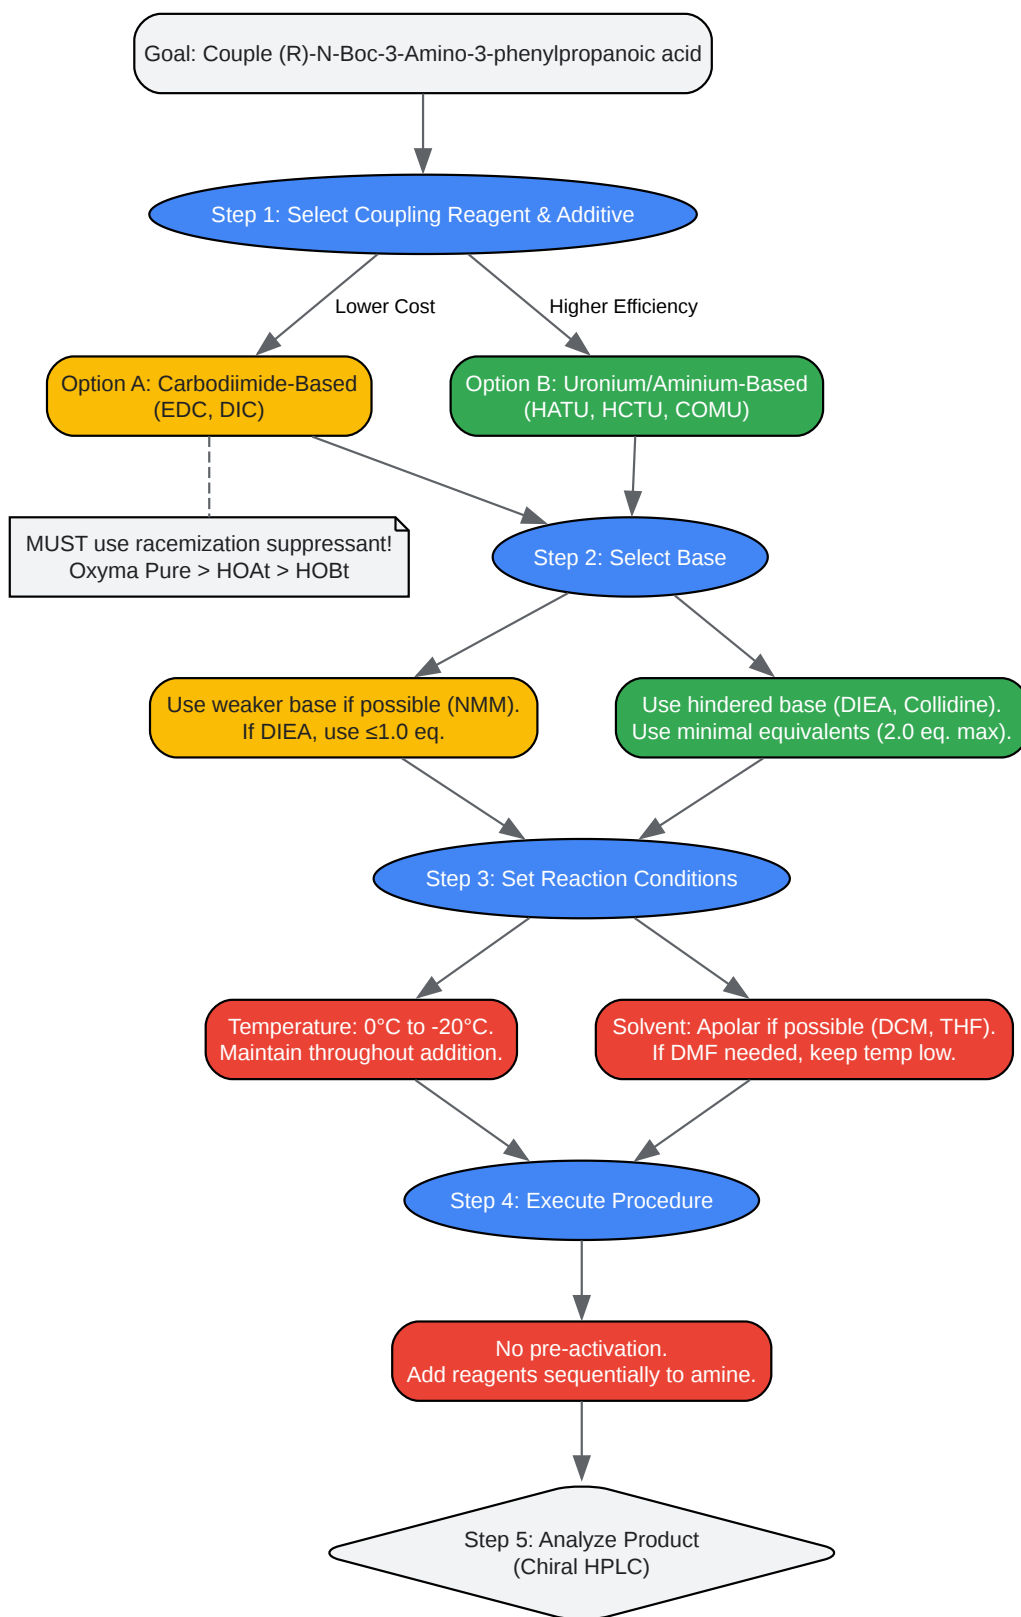 Goal: Couple (R)-N-Boc-3-Amino-3-phenylpropanoic acid
Step 1: Select Coupling Reagent & Additive
Lower Cost
Higher Efficiency
Option A: Carbodiimide-Based
(EDC, DIC)
Option B: Uronium/Aminium-Based
(HATU, HCTU, COMU)
MUST use racemization suppressant!
Oxyma Pure > HOAt > HOBt
Step 2: Select Base
Use weaker base if possible (NMM).
If DIEA, use ≤1.0 eq.
Use hindered base (DIEA, Collidine).
Use minimal equivalents (2.0 eq. max).
Step 3: Set Reaction Conditions
Temperature: 0°C to -20°C.
Maintain throughout addition.
Solvent: Apolar if possible (DCM, THF).
If DMF needed, keep temp low.
Step 4: Execute Procedure
No pre-activation.
Add reagents sequentially to amine.
Step 5: Analyze Product
(Chiral HPLC)